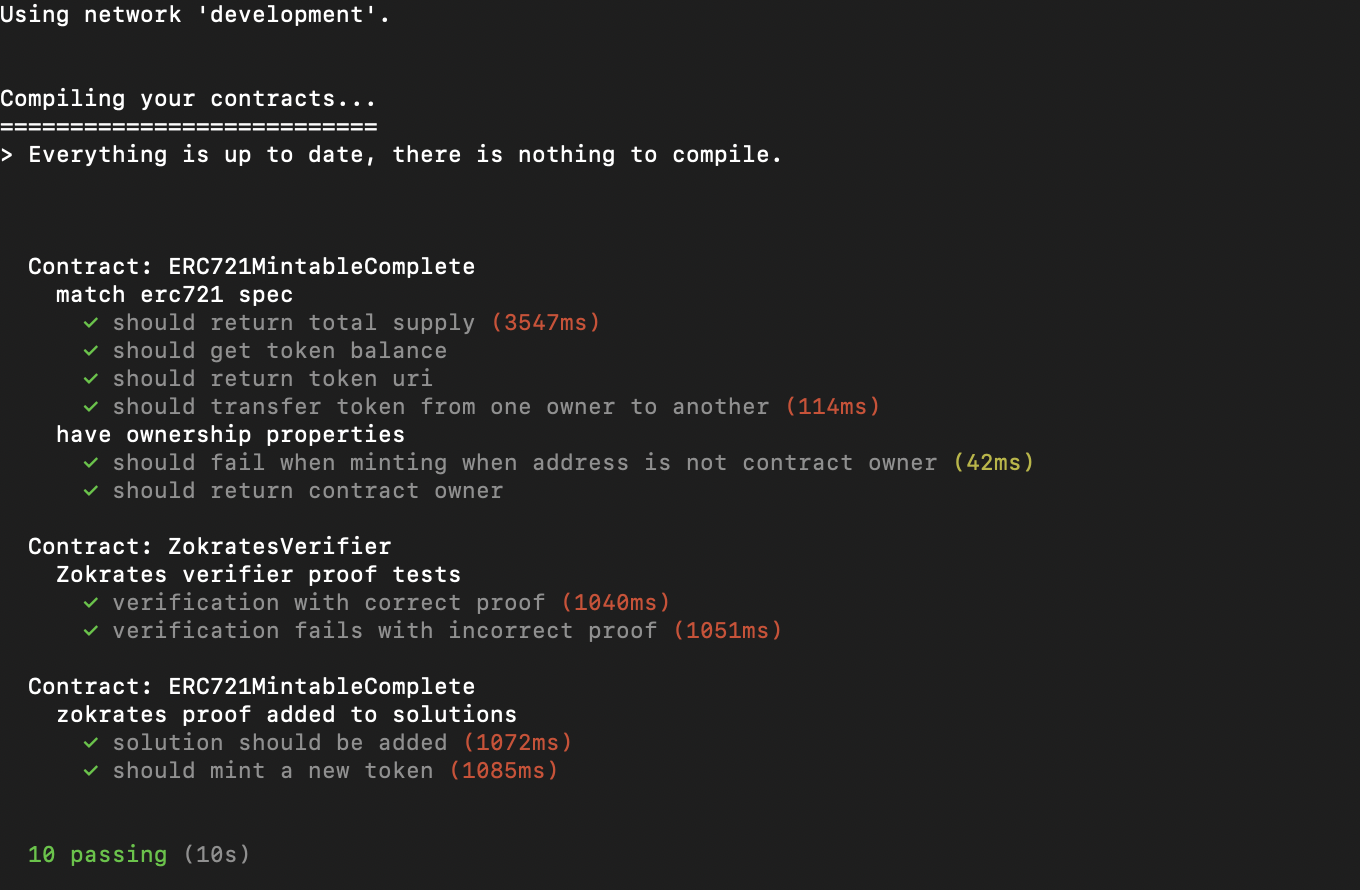 Using network 'development'.
Compiling your contracts...
===========================
> Everything is up to date, there is nothing to compile.
Contract: ERC721MintableComplete
match erc721 spec
✓ should return total supply (3547ms)
✓ should get token balance
✓ should return token uri
✓ should transfer token from one owner to another (114ms)
have ownership properties
✓ should fail when minting when address is not contract owner (42ms)
✓ should return contract owner
Contract: ZokratesVerifier
Zokrates verifier proof tests
✓ verification with correct proof (1040ms)
✓ verification fails with incorrect proof (1051ms)
Contract: ERC721MintableComplete
zokrates proof added to solutions
✓ solution should be added (1072ms)
✓ should mint a new token (1085ms)
10 passing (10s)